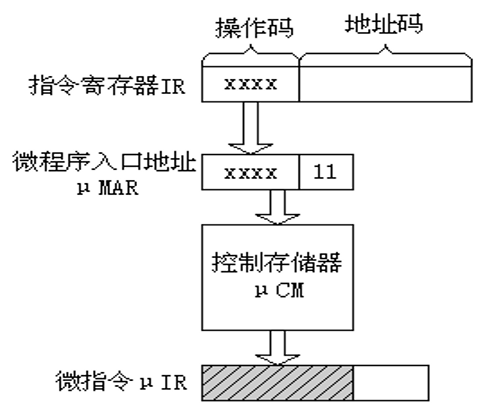 操作码 地址码
指令寄存器IR xxxx
微程序入口地址
μMAR xxxx 11
控制存储器
μCM
微指令μIR